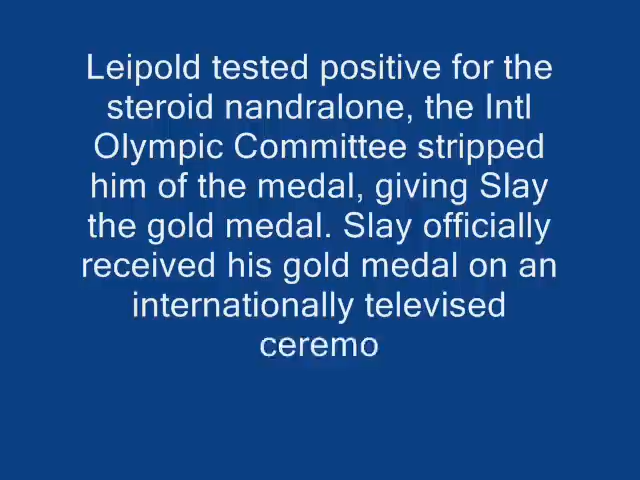 Leipold tested positive for the
steroid nandralone, the Intl
Olympic Committee stripped
him of the medal, giving Slay
the gold medal. Slay officially
received his gold medal on an
internationally televised
ceremo